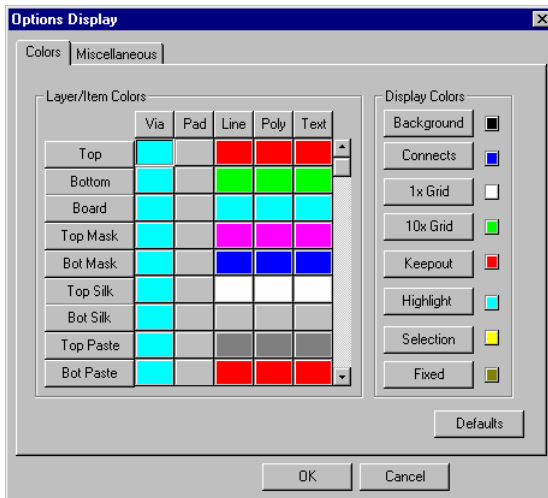 Options Display
Colors Miscellaneous
Layer/Item Colors
Via Pad Line Poly Text
Top
Bottom
Board
Top Mask
Bot Mask
Top Silk
Bot Silk
Top Paste
Bot Paste
Display Colors
Background
Connects
1x Grid
10x Grid
Keepout
Highlight
Selection
Fixed
Defaults
OK Cancel